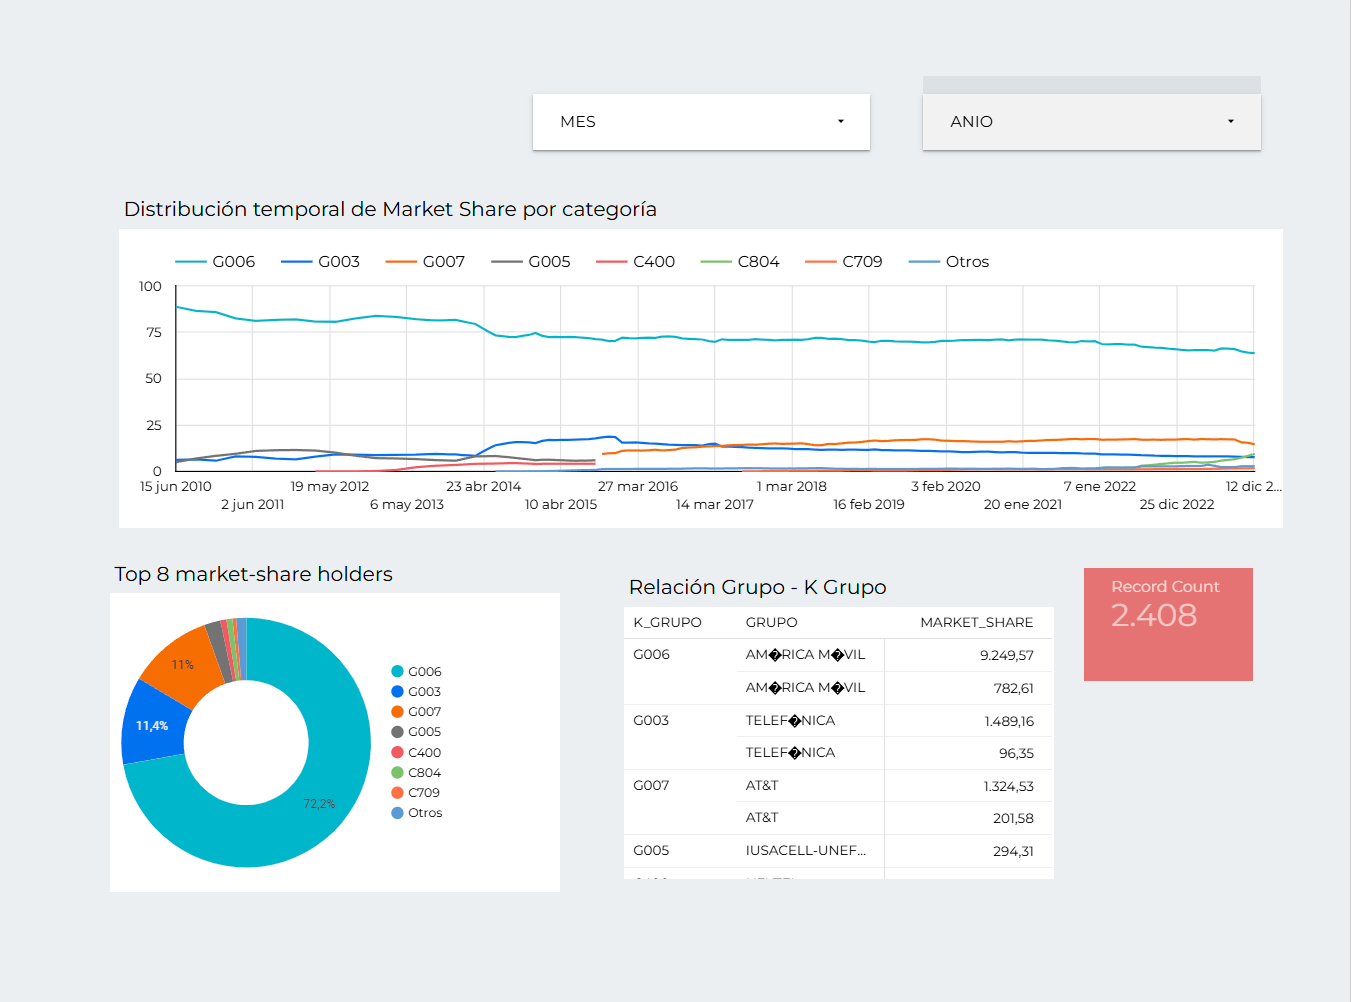 MES
ANIO
Distribución temporal de Market Share por categoría
G006 G003 G007 G005 C400 C804 C709 Otros
100
75
50
25
0
15 jun 2010 19 may 2012 23 abr 2014 27 mar 2016 1 mar 2018 3 feb 2020 7 ene 2022 12 dic 2...
2 jun 2011 6 may 2013 10 abr 2015 14 mar 2017 16 feb 2019 20 ene 2021 25 dic 2022
Top 8 market-share holders
11%
11,4%
72,2%
G006
G003
G007
G005
C400
C804
C709
Otros
Relación Grupo - K Grupo
K_GRUPO GRUPO MARKET_SHARE
G006 AM�RICA M�VIL 9.249,57
AM�RICA M�VIL 782,61
G003 TELEF�NICA 1.489,16
TELEF�NICA 96,35
G007 AT&T 1.324,53
AT&T 201,58
G005 IUSACELL-UNEF... 294,31
Record Count
2.408